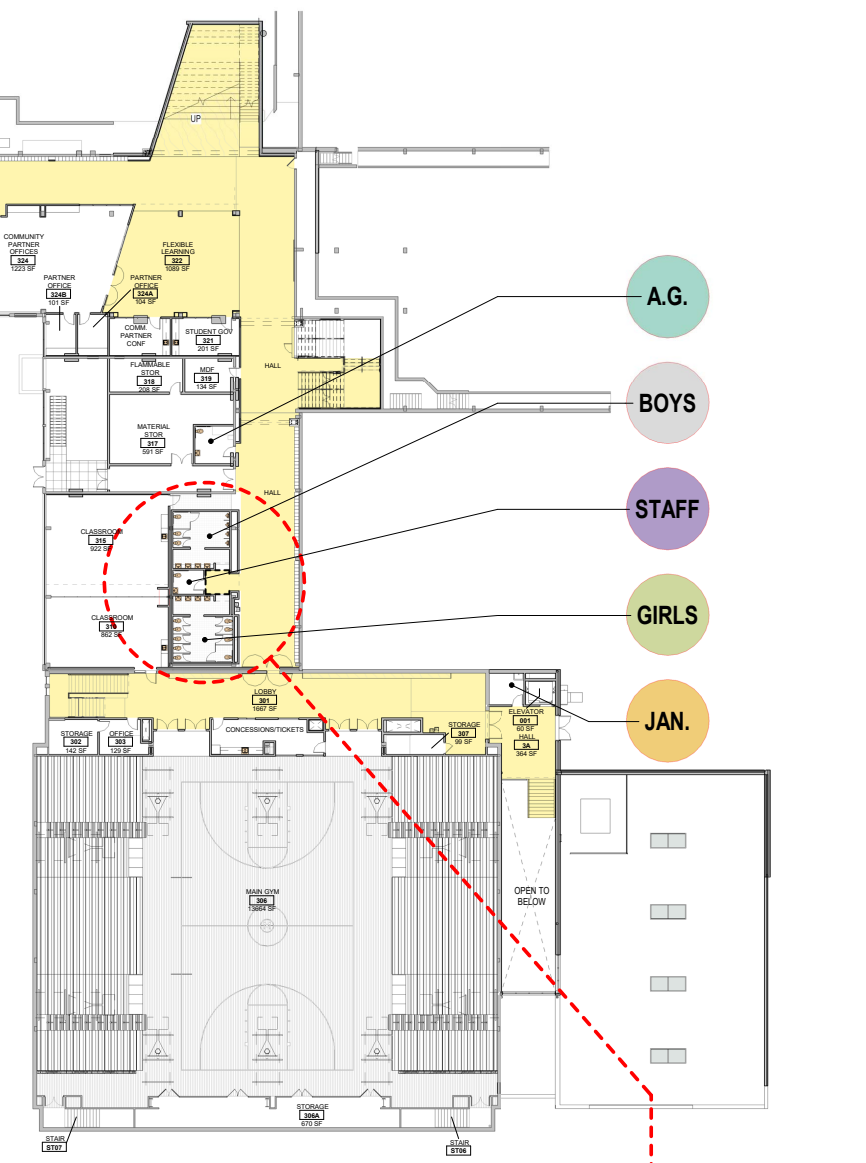 UP
COMMUNITY
PARTNER
OFFICES
324
1223 SF
FLEXIBLE
LEARNING
322
1089 SF
PARTNER
OFFICE
324B
101 SF
PARTNER
OFFICE
324A
104 SF
A.G.
COMM.
PARTNER
CONF
STUDENT GOV
321
201 SF
HALL
FLAMMABLE
STOR
318
208 SF
MDF
319
134 SF
BOYS
MATERIAL
STOR
317
591 SF
HALL
STAFF
CLASSROOM
315
922 SF
GIRLS
CLASSROOM
862 SF
LOBBY
301
1667 SF
JAN.
ELEVATOR
001
60 SF
HALL
3A
364 SF
STORAGE
302
142 SF
OFFICE
303
129 SF
CONCESSIONS/TICKETS
STORAGE
307
99 SF
MAIN GYM
306
13664 SF
OPEN TO
BELOW
STORAGE
306A
670 SF
STAIR
ST07
STAIR
ST06